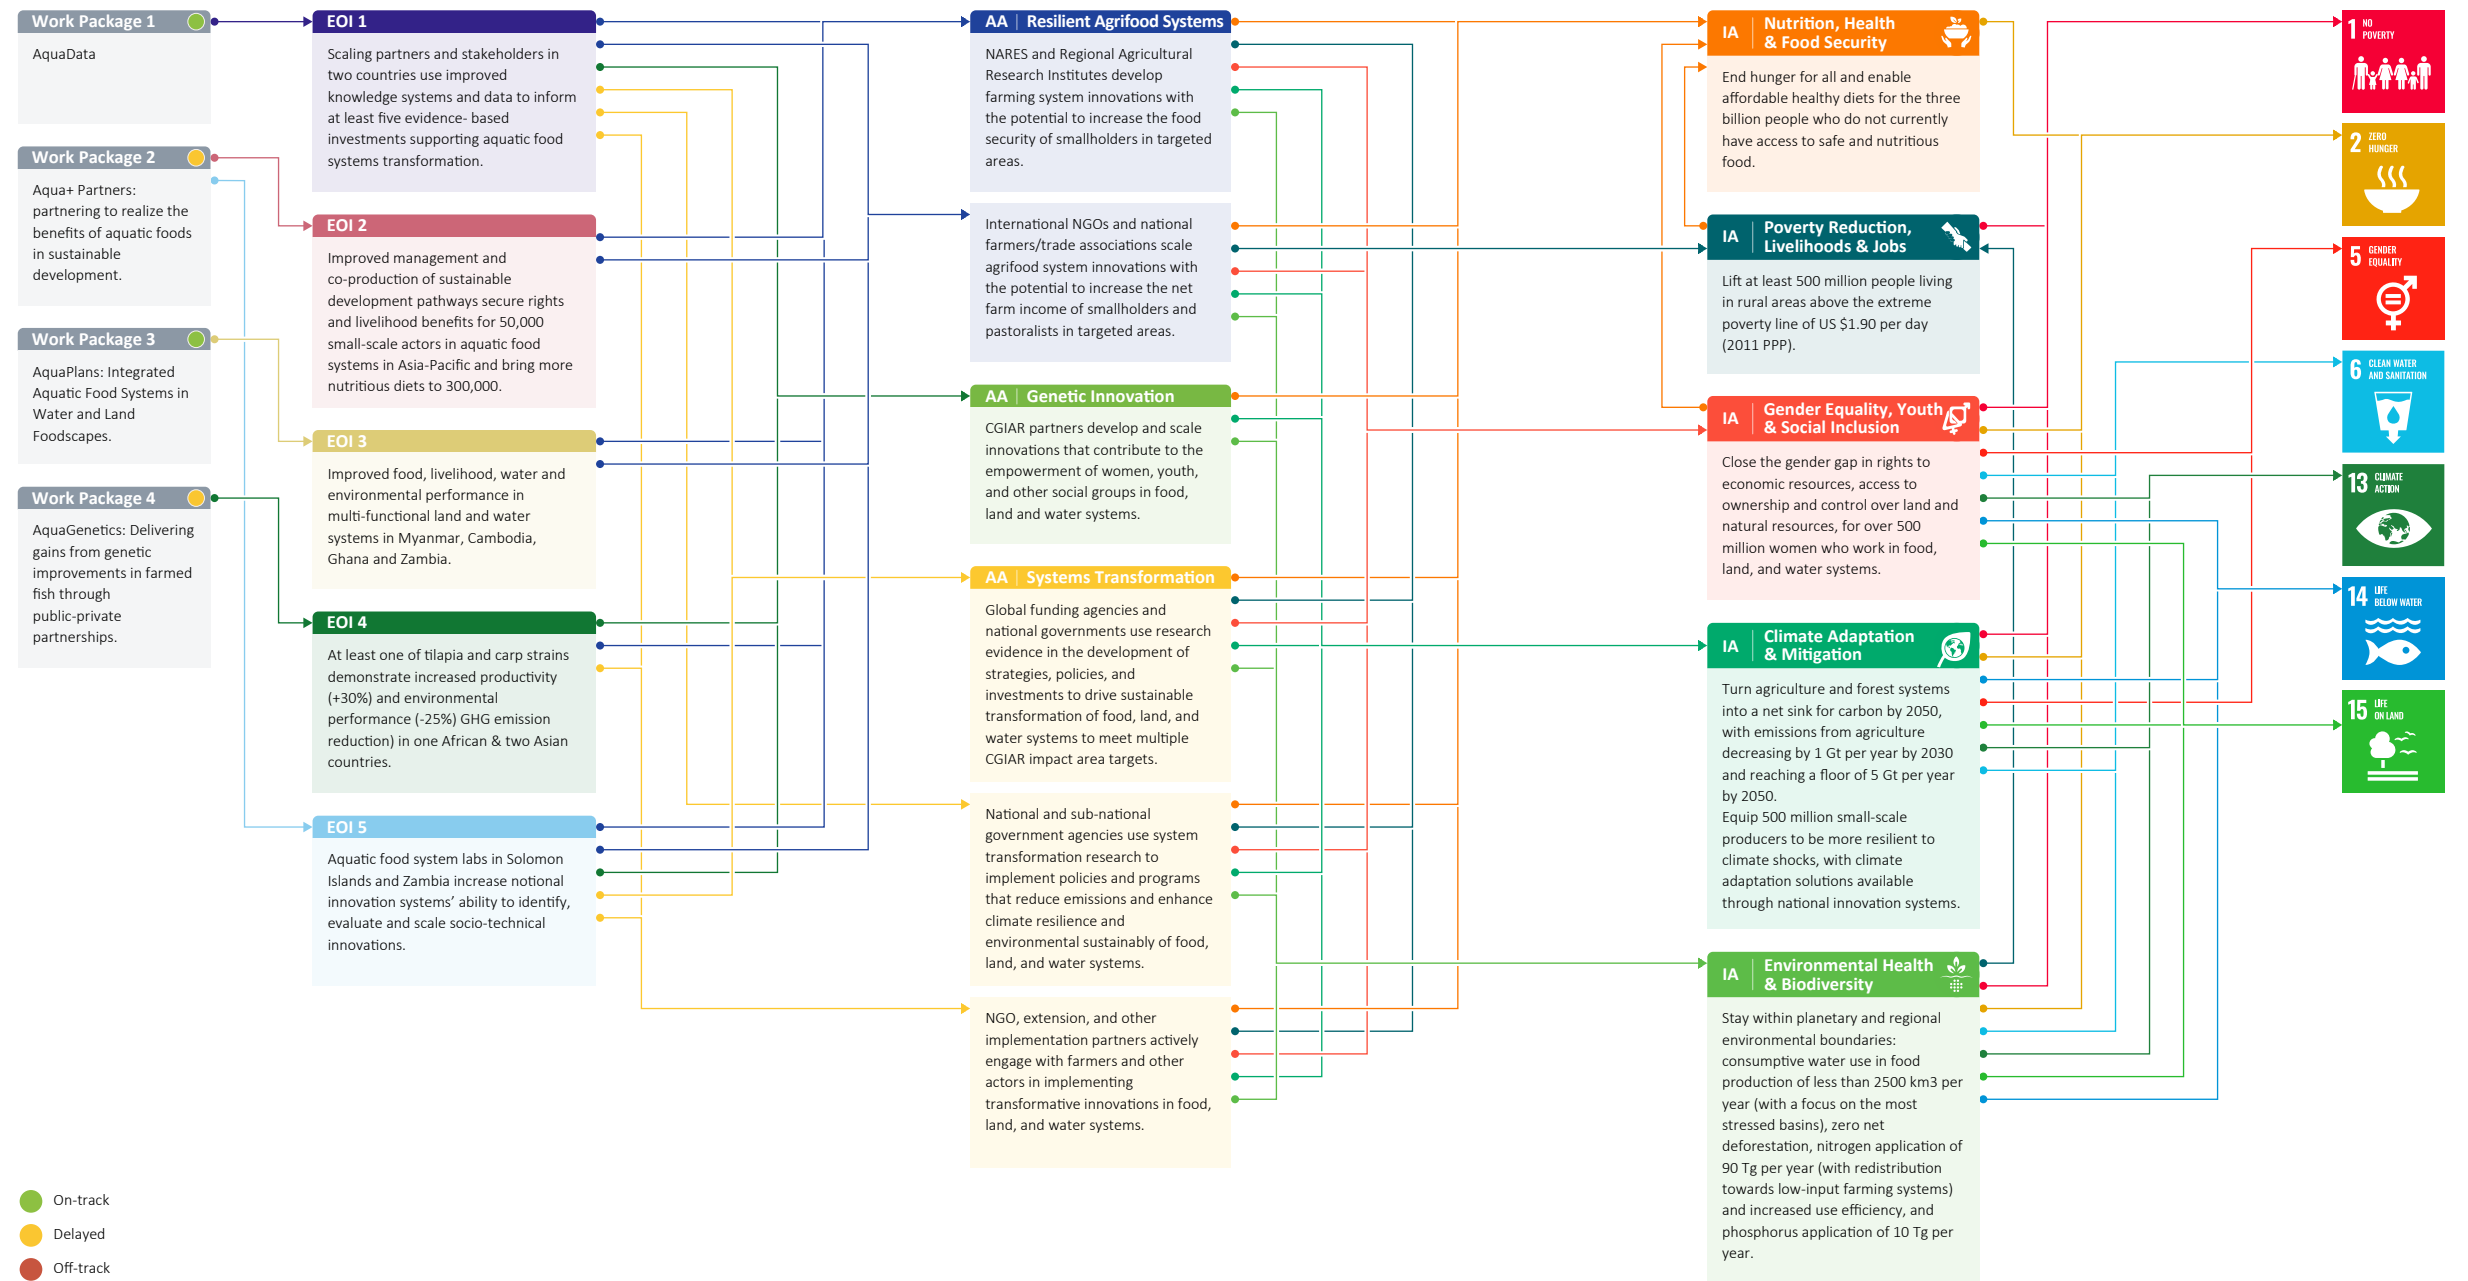 Work Package 1
AquaData
Work Package 2
Aqua+ Partners:
partnering to realize the
benefits of aquatic foods
in sustainable
development.
Work Package 3
AquaPlans: Integrated
Aquatic Food Systems in
Water and Land
Foodscapes.
Work Package 4
AquaGenetics: Delivering
gains from genetic
improvements in farmed
fish through
public-private
partnerships.
On-track
Delayed
Off-track
EOI 1
Scaling partners and stakeholders in
two countries use improved
knowledge systems and data to inform
at least five evidence- based
investments supporting aquatic food
systems transformation.
EOI 2
Improved management and
co-production of sustainable
development pathways secure rights
and livelihood benefits for 50,000
small-scale actors in aquatic food
systems in Asia-Pacific and bring more
nutritious diets to 300,000.
EOI 3
Improved food, livelihood, water and
environmental performance in
multi-functional land and water
systems in Myanmar, Cambodia,
Ghana and Zambia.
EOI 4
At least one of tilapia and carp strains
demonstrate increased productivity
(+30%) and environmental
performance (-25%) GHG emission
reduction) in one African & two Asian
countries.
EOI 5
Aquatic food system labs in Solomon
Islands and Zambia increase notional
innovation systems’ ability to identify,
evaluate and scale socio-technical
innovations.
AA | Resilient Agrifood Systems
NARES and Regional Agricultural
Research Institutes develop
farming system innovations with
the potential to increase the food
security of smallholders in targeted
areas.
International NGOs and national
farmers/trade associations scale
agrifood system innovations with
the potential to increase the net
farm income of smallholders and
pastoralists in targeted areas.
AA | Genetic Innovation
CGIAR partners develop and scale
innovations that contribute to the
empowerment of women, youth,
and other social groups in food,
land and water systems.
AA | Systems Transformation
Global funding agencies and
national governments use research
evidence in the development of
strategies, policies, and
investments to drive sustainable
transformation of food, land, and
water systems to meet multiple
CGIAR impact area targets.
National and sub-national
government agencies use system
transformation research to
implement policies and programs
that reduce emissions and enhance
climate resilience and
environmental sustainably of food,
land, and water systems.
NGO, extension, and other
implementation partners actively
engage with farmers and other
actors in implementing
transformative innovations in food,
land, and water systems.
IA | Nutrition, Health
& Food Security
End hunger for all and enable
affordable healthy diets for the three
billion people who do not currently
have access to safe and nutritious
food.
IA | Poverty Reduction,
Livelihoods & Jobs
Lift at least 500 million people living
in rural areas above the extreme
poverty line of US $1.90 per day
(2011 PPP).
IA | Gender Equality, Youth
& Social Inclusion
Close the gender gap in rights to
economic resources, access to
ownership and control over land and
natural resources, for over 500
million women who work in food,
land, and water systems.
IA | Climate Adaptation
& Mitigation
Turn agriculture and forest systems
into a net sink for carbon by 2050,
with emissions from agriculture
decreasing by 1 Gt per year by 2030
and reaching a floor of 5 Gt per year
by 2050.
Equip 500 million small-scale
producers to be more resilient to
climate shocks, with climate
adaptation solutions available
through national innovation systems.
IA | Environmental Health
& Biodiversity
Stay within planetary and regional
environmental boundaries:
consumptive water use in food
production of less than 2500 km3 per
year (with a focus on the most
stressed basins), zero net
deforestation, nitrogen application of
90 Tg per year (with redistribution
towards low-input farming systems)
and increased use efficiency, and
phosphorus application of 10 Tg per
year.
1 NO
POVERTY
2 ZERO
HUNGER
5 GENDER
EQUALITY
6 CLEAN WATER
AND SANITATION
13 CLIMATE
ACTION
14 LIFE
BELOW WATER
15 LIFE
ON LAND